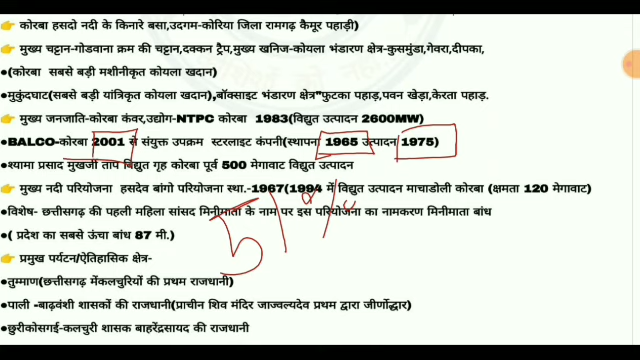 👉 कोरबा हसदो नदी के किनारे बसा,उदगम-कोरिया जिला रामगढ़ कैमूर पहाड़ी)
👉 मुख्य चट्टान-गोडवाना क्रम की चट्टान,दक्कन ट्रैप,मुख्य खनिज-कोयला भंडारण क्षेत्र-कुसमुंडा,गेवरा,दीपका,
●(कोरबा सबसे बड़ी मशीनीकृत कोयला खदान)
●मुकुंदघाट(सबसे बड़ी यांत्रिकृत कोयला खदान),बॉक्साइट भंडारण क्षेत्र"फुटका पहाड़,पवन खेड़ा,केरता पहाड़.
👉 मुख्य जनजाति-कोरबा कंवर,उद्योग-NTPC कोरबा 1983(विद्युत उत्पादन 2600MW)
●BALCO-कोरबा 2001 से संयुक्त उपक्रम स्टरलाइट कंपनी(स्थापना 1965 उत्पादन 1975)
●श्यामा प्रसाद मुखर्जी ताप बिद्युत गृह कोरबा पूर्व 500 मेगावाट विद्युत उत्पादन
👉 मुख्य नदी परियोजना हसदेव बांगो परियोजना स्था.-1967(1994 में विद्युत उत्पादन माचाडोली कोरबा (क्षमता 120 मेगावाट)
●विशेष- छत्तीसगढ़ की पहली महिला सांसद मिनीमाता के नाम पर इस परियोजना का नामकरण मिनीमाता बांध
●( प्रदेश का सबसे ऊंचा बांध 87 मी.)
👉 प्रमुख पर्यटन/ऐतिहासिक क्षेत्र-
●तुम्माण(छत्तीसगढ़ मेंकलचुरियों की प्रथम राजधानी)
●पाली -बाढ़वंशी शासकों की राजधानी(प्राचीन शिव मंदिर जाज्वल्यदेव प्रथम द्वारा जीर्णोद्धार)
●छुरीकोसगई-कलचुरी शासक बाहरेंद्रसायद की राजधानी